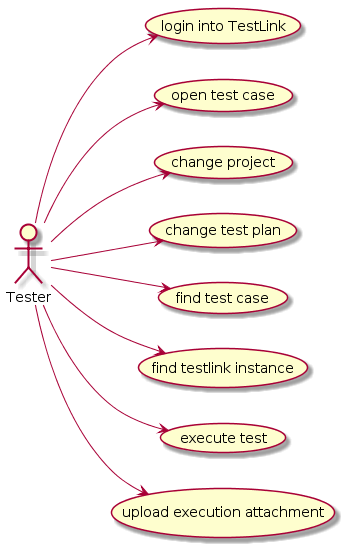 login into TestLink
open test case
change project
change test plan
find test case
Tester
find testlink instance
execute test
upload execution attachment